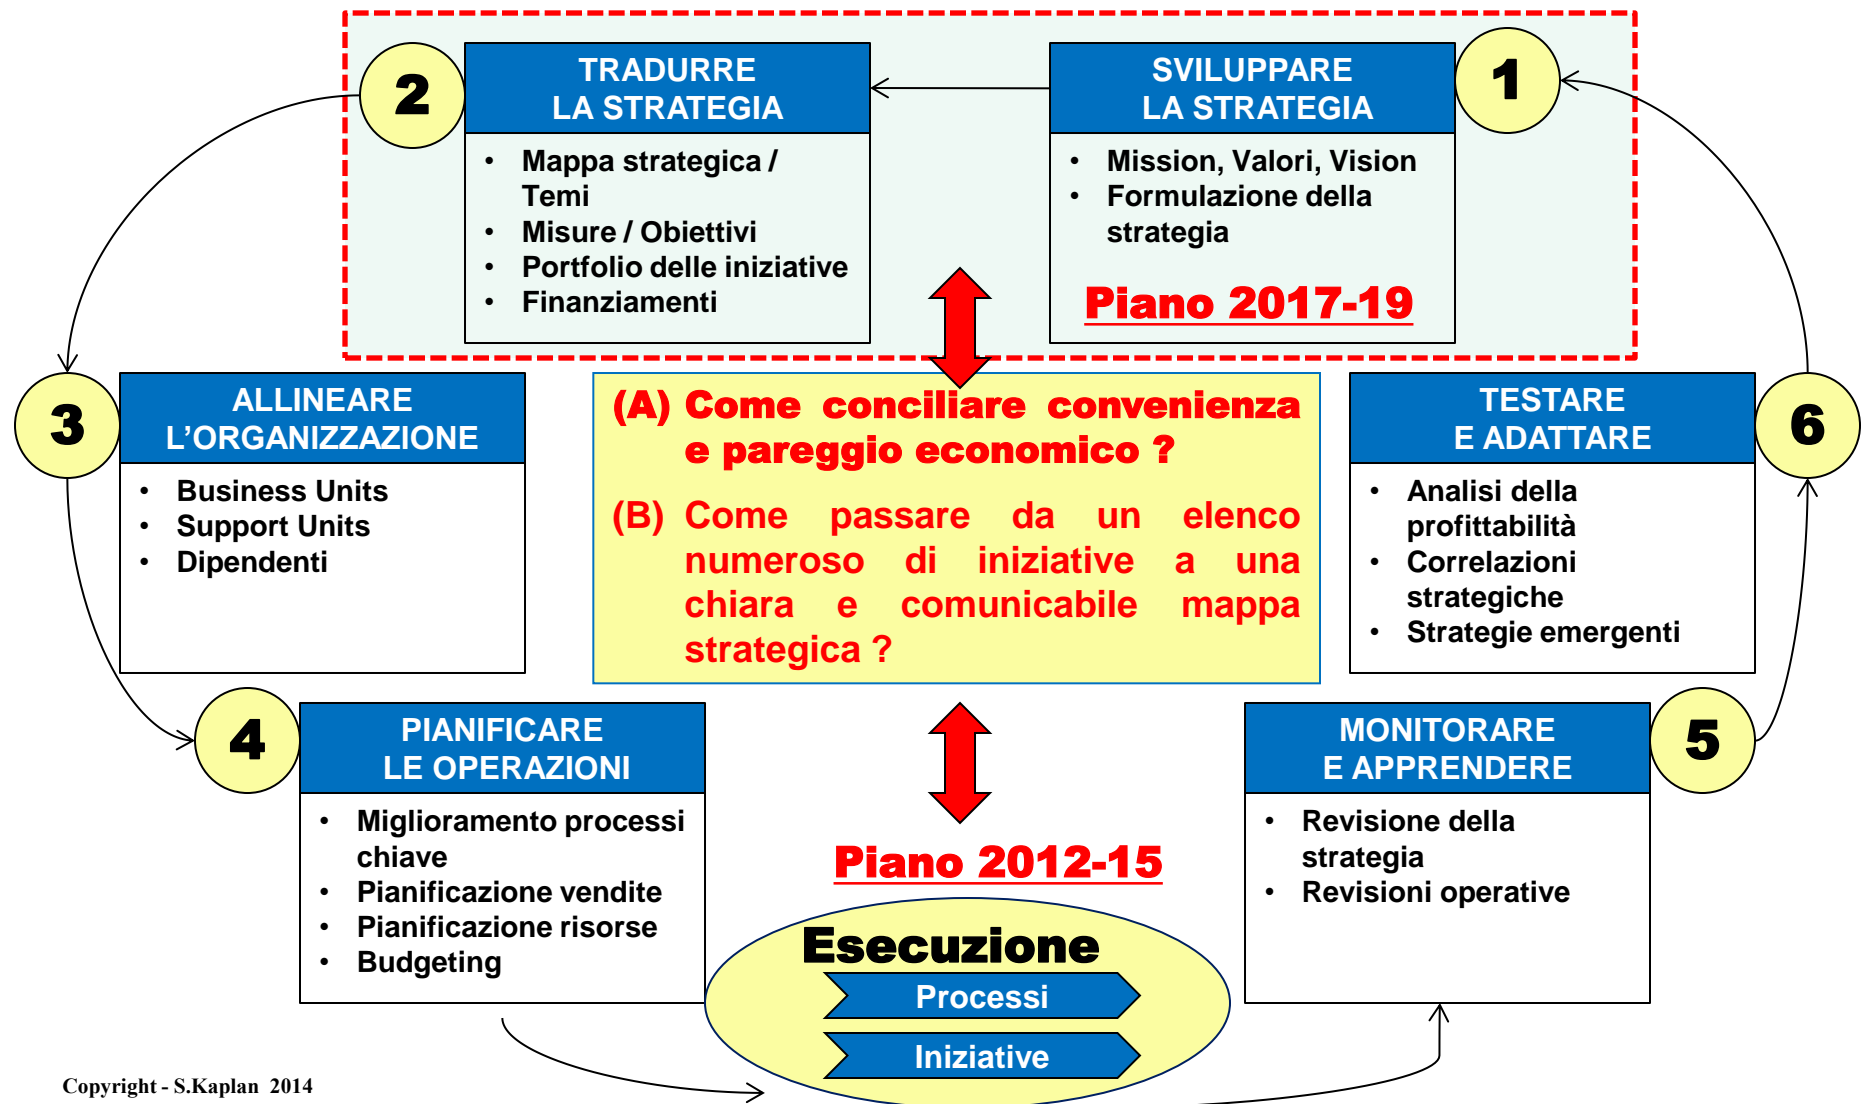 2
TRADURRE
LA STRATEGIA
• Mappa strategica /
Temi
• Misure / Obiettivi
• Portfolio delle iniziative
• Finanziamenti
SVILUPPARE
LA STRATEGIA
1
• Mission, Valori, Vision
• Formulazione della
strategia
Piano 2017-19
3
ALLINEARE
L’ORGANIZZAZIONE
• Business Units
• Support Units
• Dipendenti
(A) Come conciliare convenienza
e pareggio economico ?
(B) Come passare da un elenco
numeroso di iniziative a una
chiara e comunicabile mappa
strategica ?
TESTARE
E ADATTARE
6
• Analisi della
profittabilità
• Correlazioni
strategiche
• Strategie emergenti
4
PIANIFICARE
LE OPERAZIONI
• Miglioramento processi
chiave
• Pianificazione vendite
• Pianificazione risorse
• Budgeting
Piano 2012-15
Esecuzione
Processi
Iniziative
MONITORARE
E APPRENDERE
5
• Revisione della
strategia
• Revisioni operative
Copyright - S.Kaplan 2014